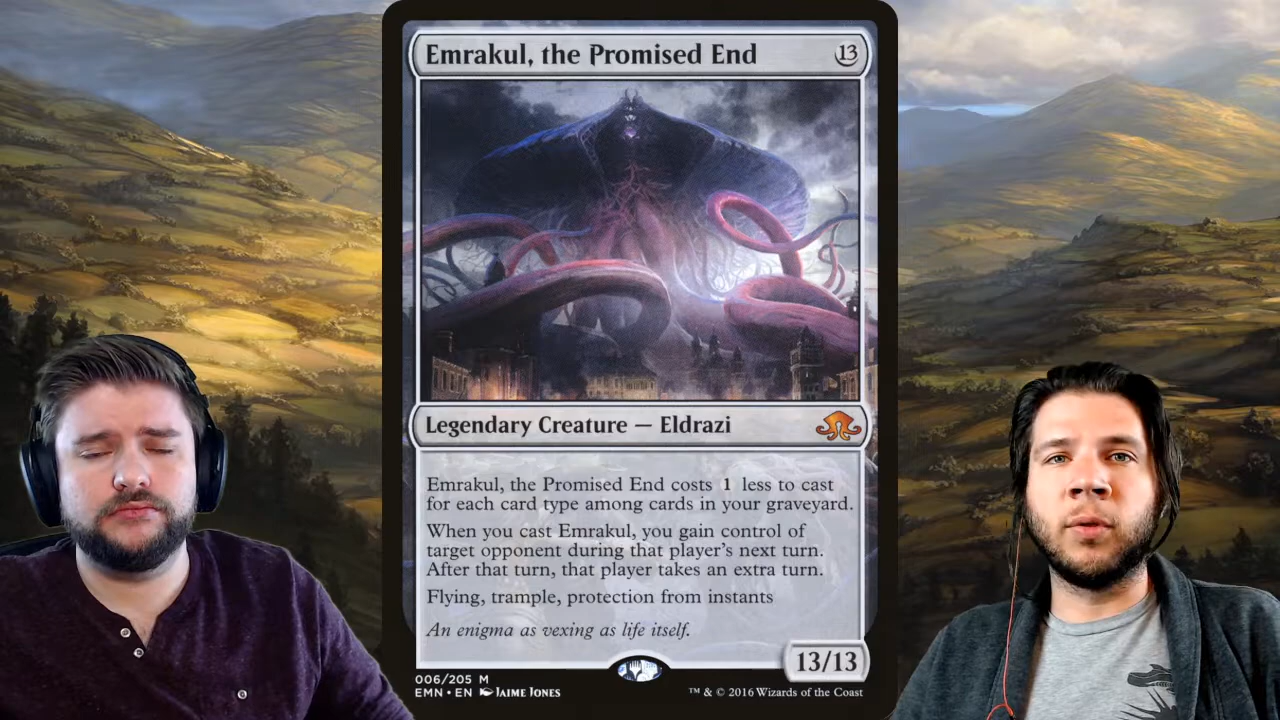 Emrakul, the Promised End 13
Legendary Creature — Eldrazi
Emrakul, the Promised End costs 1 less to cast
for each card type among cards in your graveyard.
When you cast Emrakul, you gain control of
target opponent during that player's next turn.
After that turn, that player takes an extra turn.
Flying, trample, protection from instants
An enigma as vexing as life itself.
13/13
006/205 M
EMN • EN JAIME JONES
™ & © 2016 Wizards of the Coast